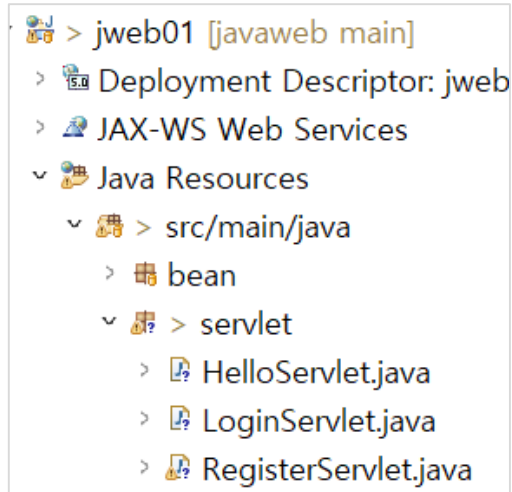 > jweb01 [javaweb main]
> Deployment Descriptor: jweb
> JAX-WS Web Services
Java Resources
> src/main/java
> bean
> servlet
> HelloServlet.java
> LoginServlet.java
> RegisterServlet.java